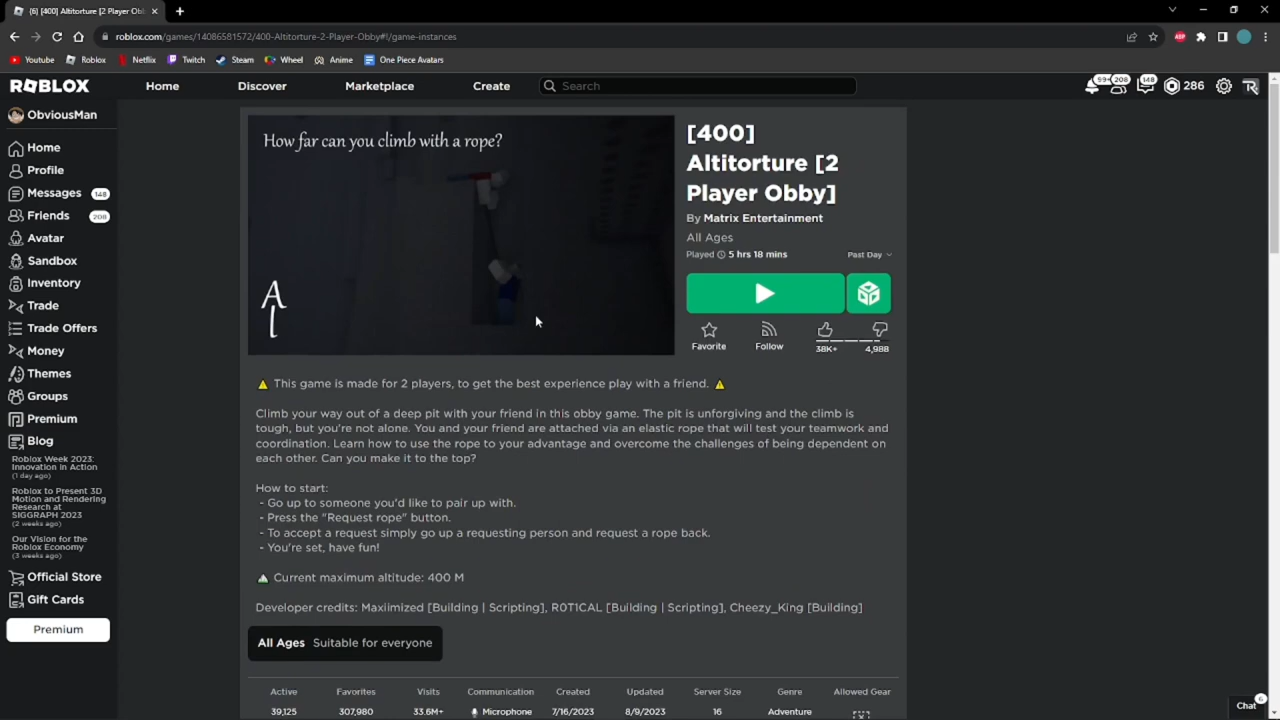 (6) [400] Altitorture [2 Player Ob
roblox.com/games/14086581572/400-Altitorture-2-Player-Obby#!/game-instances
ABP
Youtube Roblox Netflix Twitch Steam Wheel Anime One Piece Avatars
ROBLOX Home Discover Marketplace Create Search 99+ 208 148 286
ObviousMan
Home
Profile
Messages 148
Friends 208
Avatar
Sandbox
Inventory
Trade
Trade Offers
Money
Themes
Groups
Premium
Blog
Roblox Week 2023:
Innovation in Action
(1 day ago)
Roblox to Present 3D
Motion and Rendering
Research at
SIGGRAPH 2023
(2 weeks ago)
Our Vision for the
Roblox Economy
(3 weeks ago)
Official Store
Gift Cards
Premium
How far can you climb with a rope?
A
l
[400]
Altitorture [2
Player Obby]
By Matrix Entertainment
All Ages
Played 5 hrs 18 mins Past Day
Favorite Follow 38K+ 4,988
This game is made for 2 players, to get the best experience play with a friend.
Climb your way out of a deep pit with your friend in this obby game. The pit is unforgiving and the climb is
tough, but you're not alone. You and your friend are attached via an elastic rope that will test your teamwork and
coordination. Learn how to use the rope to your advantage and overcome the challenges of being dependent on
each other. Can you make it to the top?
How to start:
- Go up to someone you'd like to pair up with.
- Press the "Request rope" button.
- To accept a request simply go up a requesting person and request a rope back.
- You're set, have fun!
Current maximum altitude: 400 M
Developer credits: Maxiimized [Building | Scripting], R0T1CAL [Building | Scripting], Cheezy_King [Building]
All Ages Suitable for everyone
Active Favorites Visits Communication Created Updated Server Size Genre Allowed Gear
39,125 307,980 33.6M+ Microphone 7/16/2023 8/9/2023 16 Adventure
Chat 6